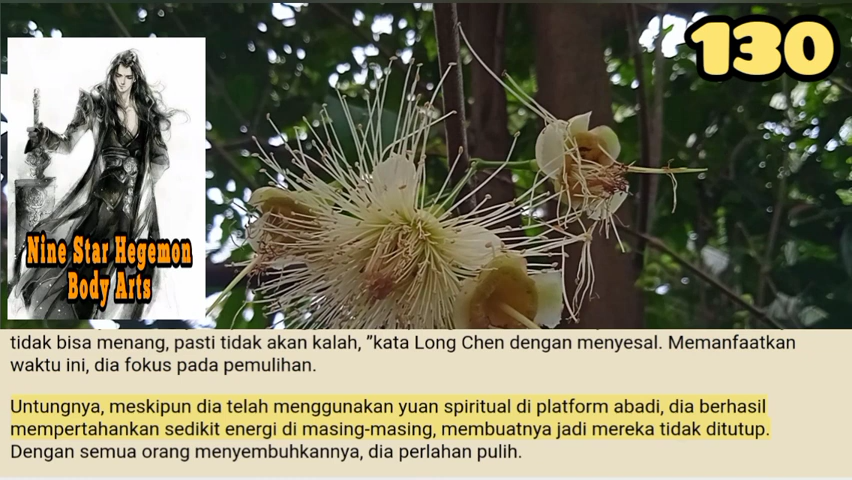 130
Nine Star Hegemon
Body Arts
tidak bisa menang, pasti tidak akan kalah, ”kata Long Chen dengan menyesal. Memanfaatkan
waktu ini, dia fokus pada pemulihan.
Untungnya, meskipun dia telah menggunakan yuan spiritual di platform abadi, dia berhasil
mempertahankan sedikit energi di masing-masing, membuatnya jadi mereka tidak ditutup.
Dengan semua orang menyembuhkannya, dia perlahan pulih.